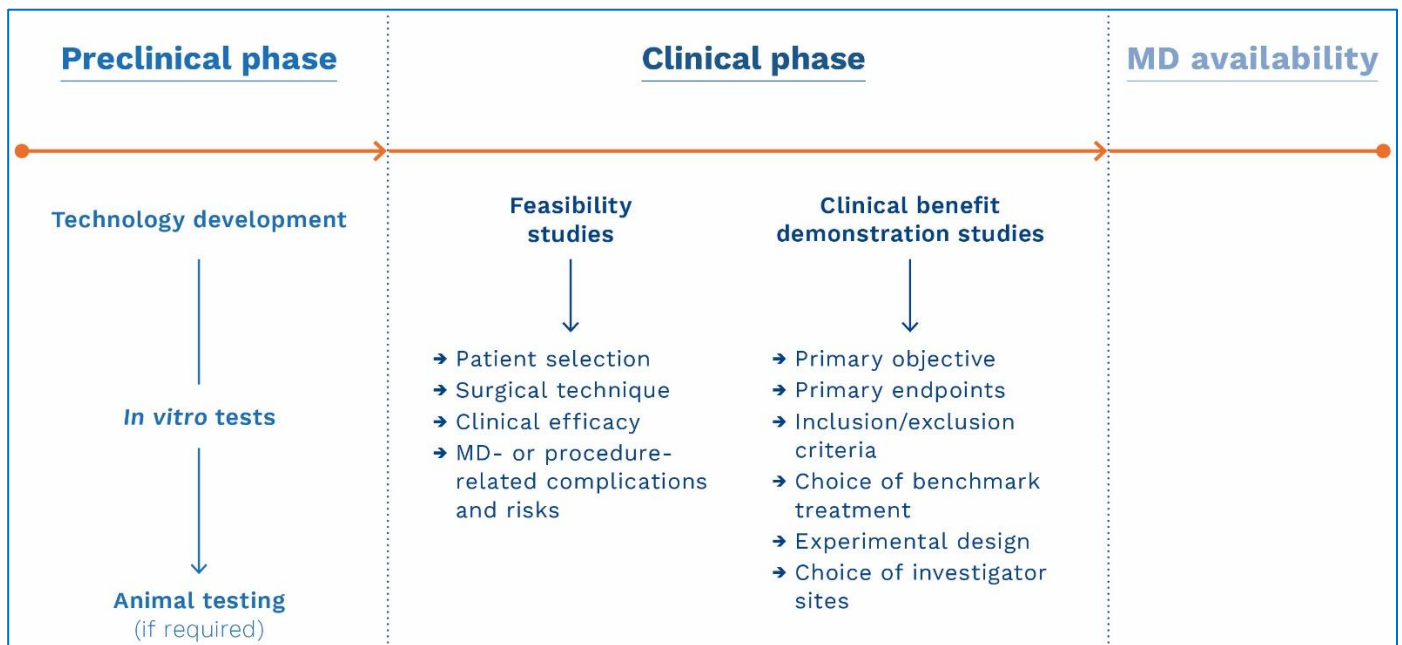 Preclinical phase
Clinical phase
MD availability
Technology development
In vitro tests
Animal testing
(if required)
Feasibility
studies
➔ Patient selection
➔ Surgical technique
➔ Clinical efficacy
➔ MD- or procedure-
related complications
and risks
Clinical benefit
demonstration studies
➔ Primary objective
➔ Primary endpoints
➔ Inclusion/exclusion
criteria
➔ Choice of benchmark
treatment
➔ Experimental design
➔ Choice of investigator
sites